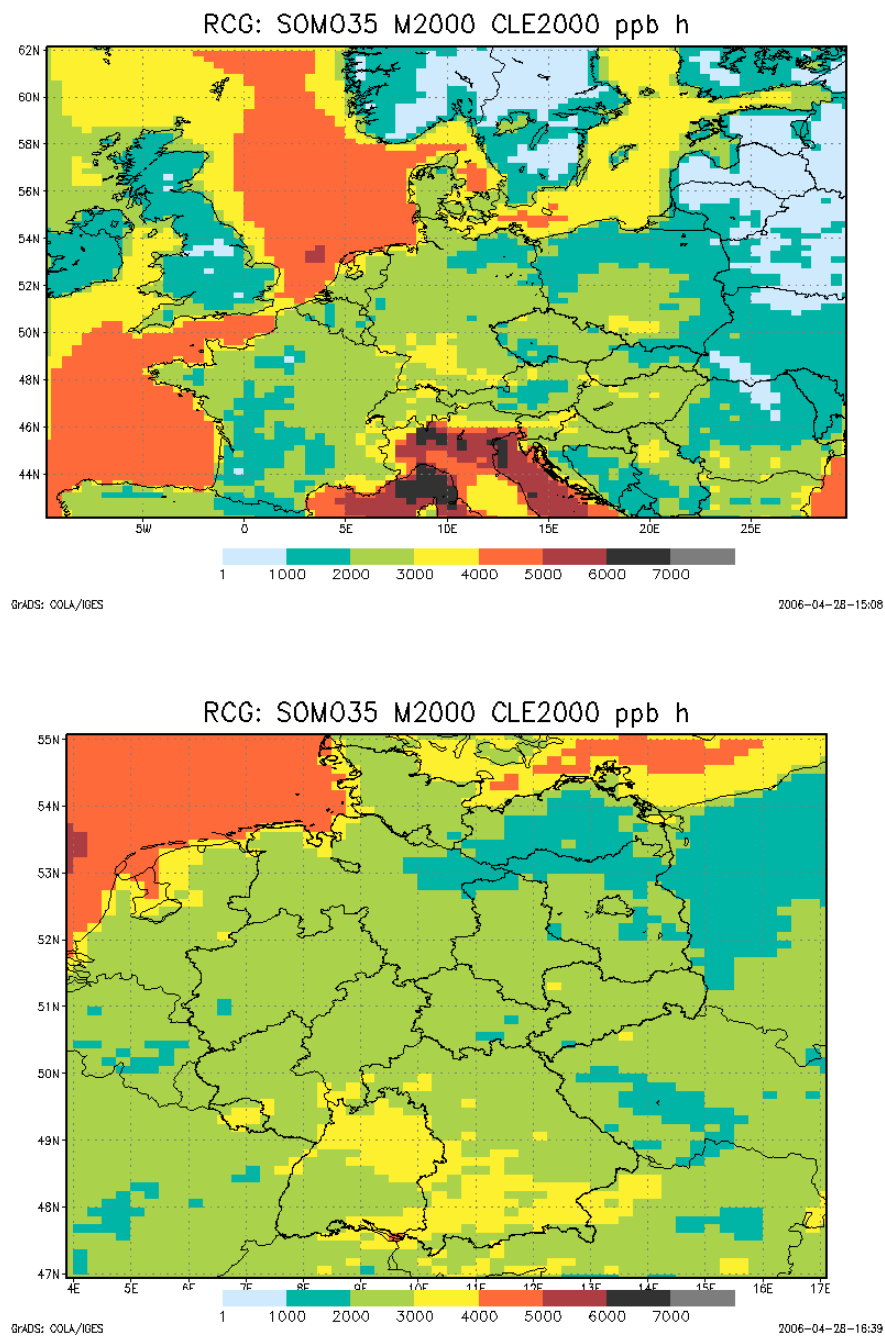 RCG: SOMO35 M2000 CLE2000 ppb h
62N
60N
58N
56N
54N
52N
50N
48N
46N
44N
5W 0 5E 10E 15E 20E 25E
1 1000 2000 3000 4000 5000 6000 7000
GrADS: COLA/IGES 2006-04-28-15:08
RCG: SOMO35 M2000 CLE2000 ppb h
55N
54N
53N
52N
51N
50N
49N
48N
47N
4E 5E 6E 7E 8E 9E 10E 11E 12E 13E 14E 15E 16E 17E
1 1000 2000 3000 4000 5000 6000 7000
GrADS: COLA/IGES 2006-04-28-16:39